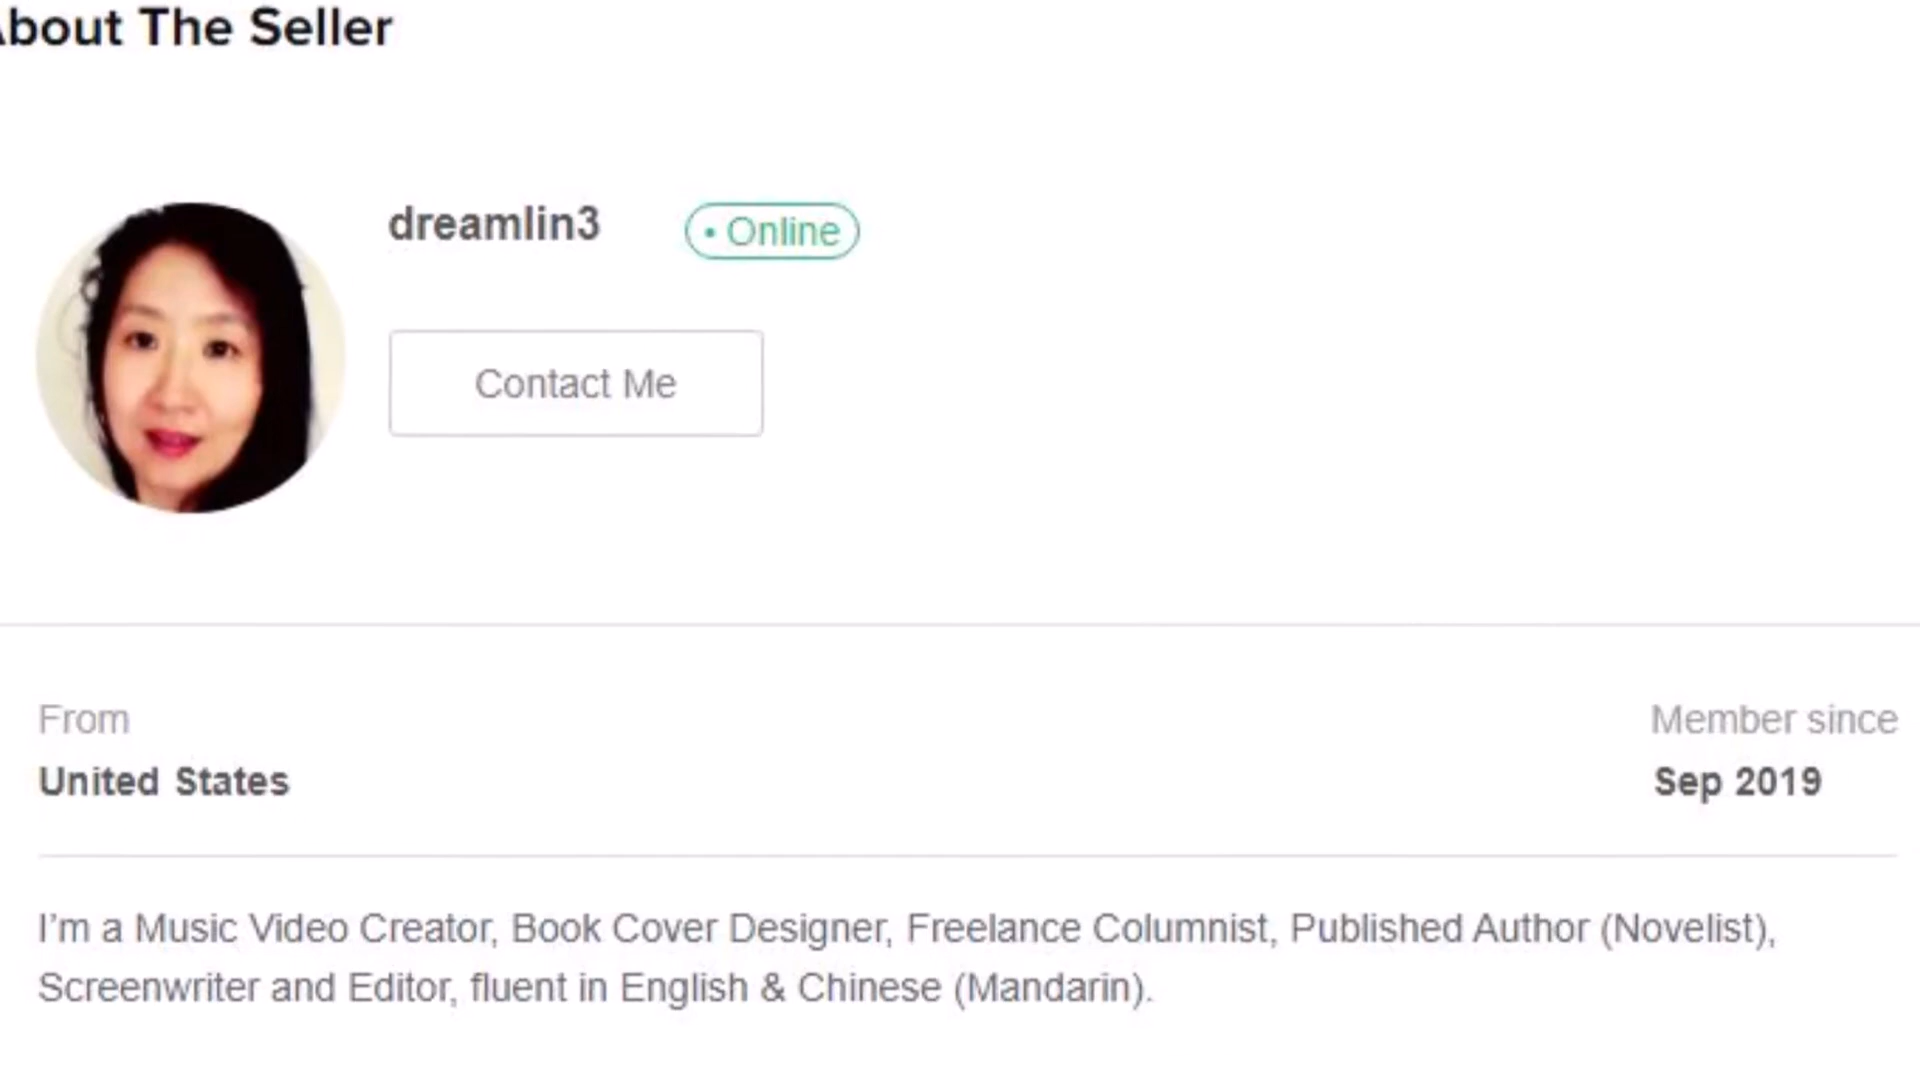 About The Seller
dreamlin3
• Online
Contact Me
From
Member since
United States
Sep 2019
I’m a Music Video Creator, Book Cover Designer, Freelance Columnist, Published Author (Novelist),
Screenwriter and Editor, fluent in English & Chinese (Mandarin).